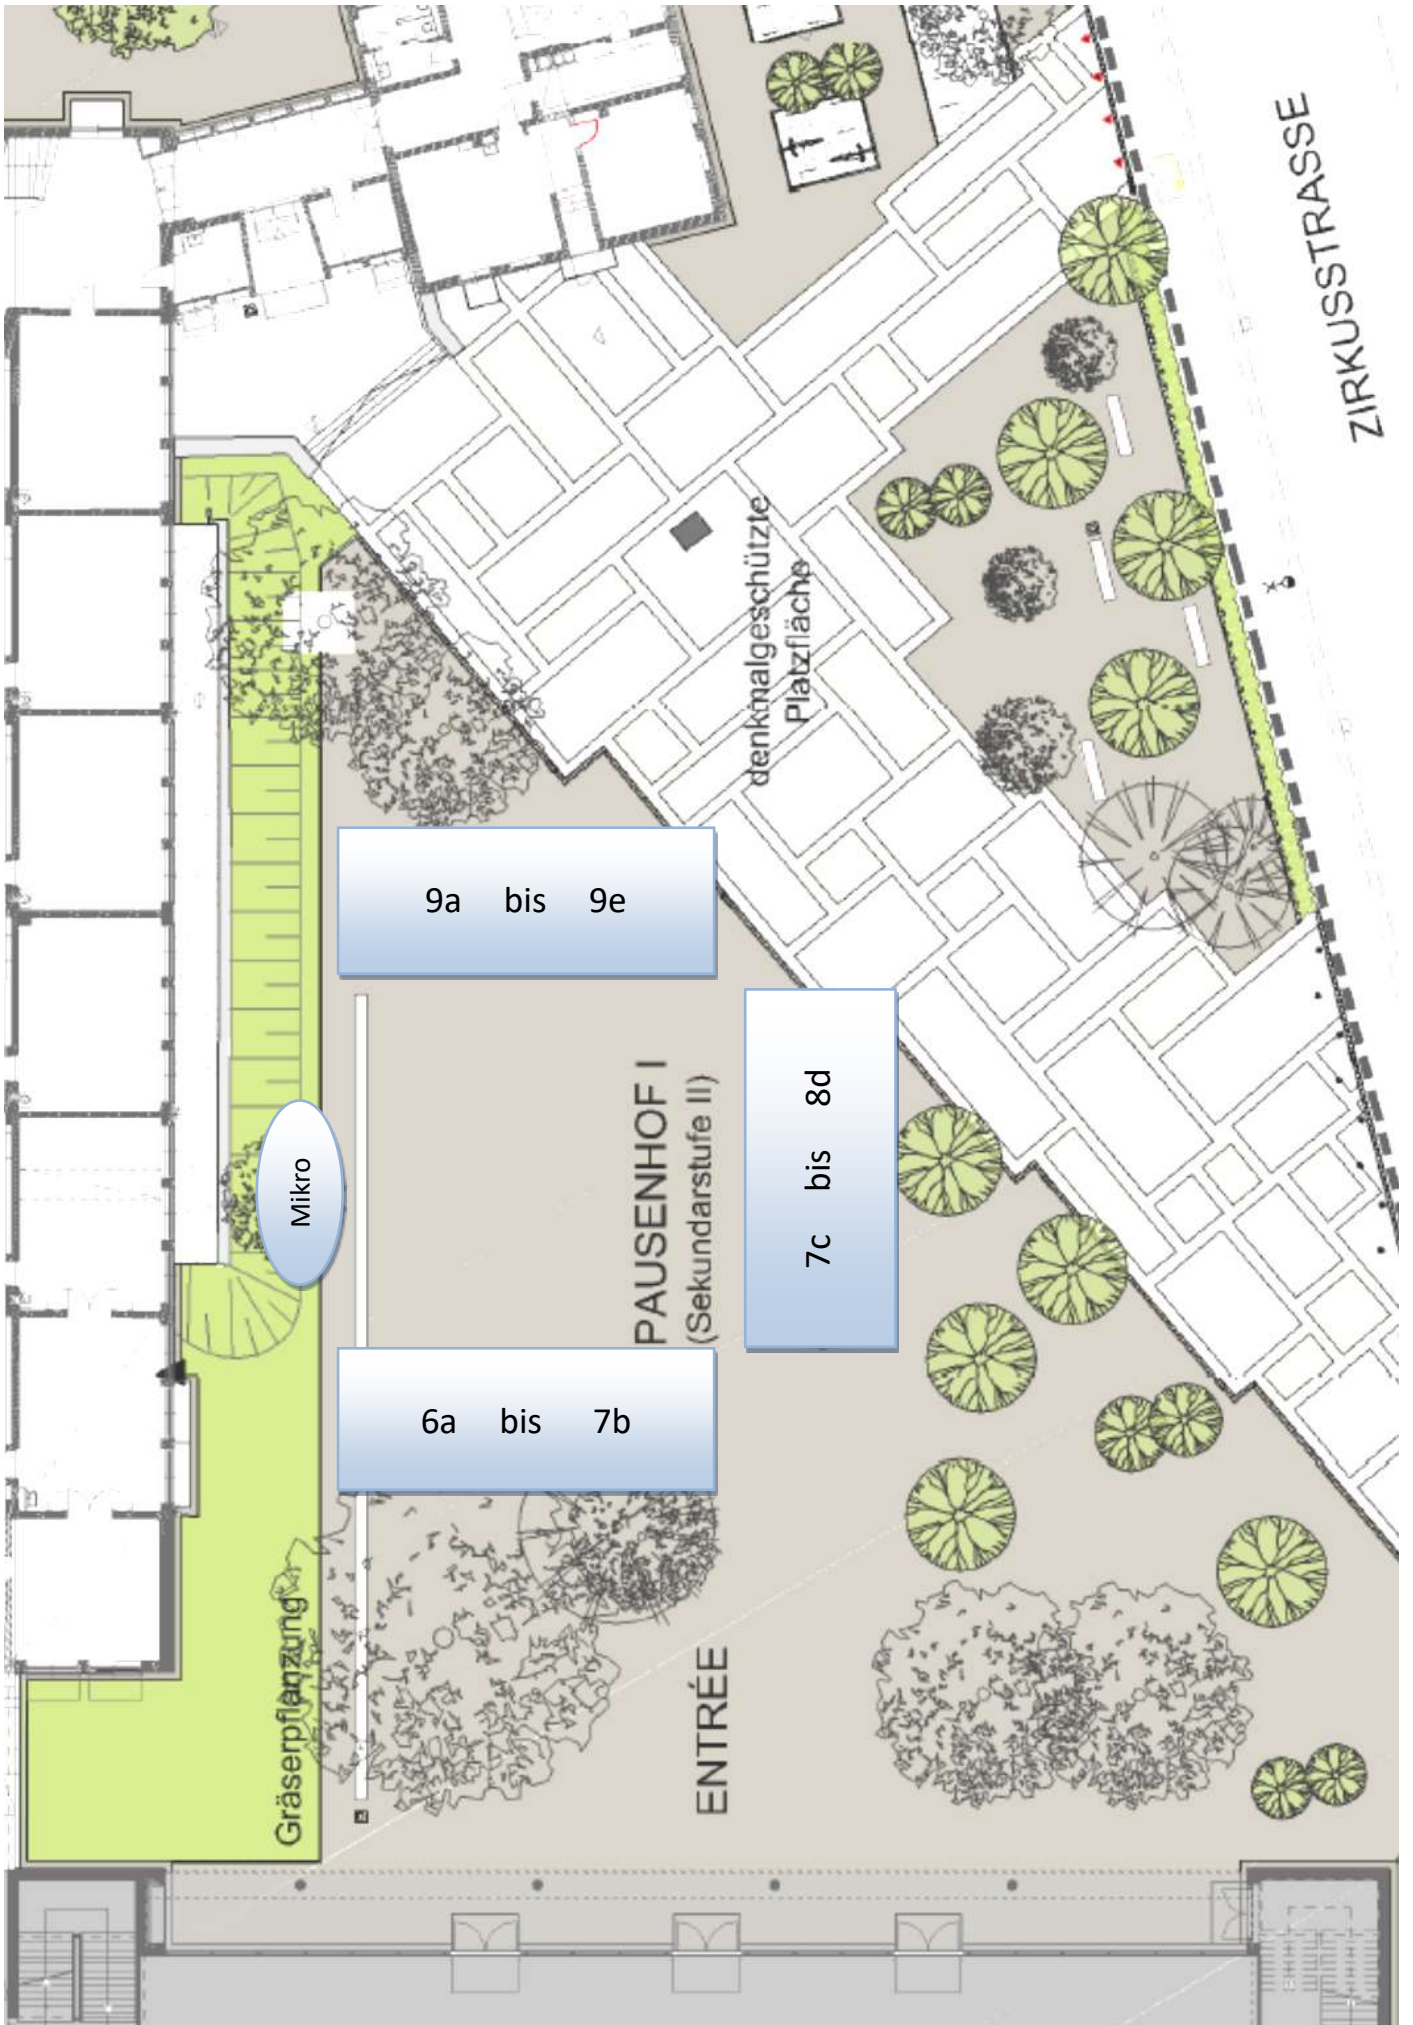 ZIRKUSSTRASSE
denkmalgeschützte
Platzfläche
9a bis 9e
PAUSENHOF I
(Sekundarstufe II)
7c bis 8d
Mikro
6a bis 7b
Gräserpflanzung
ENTRÉE